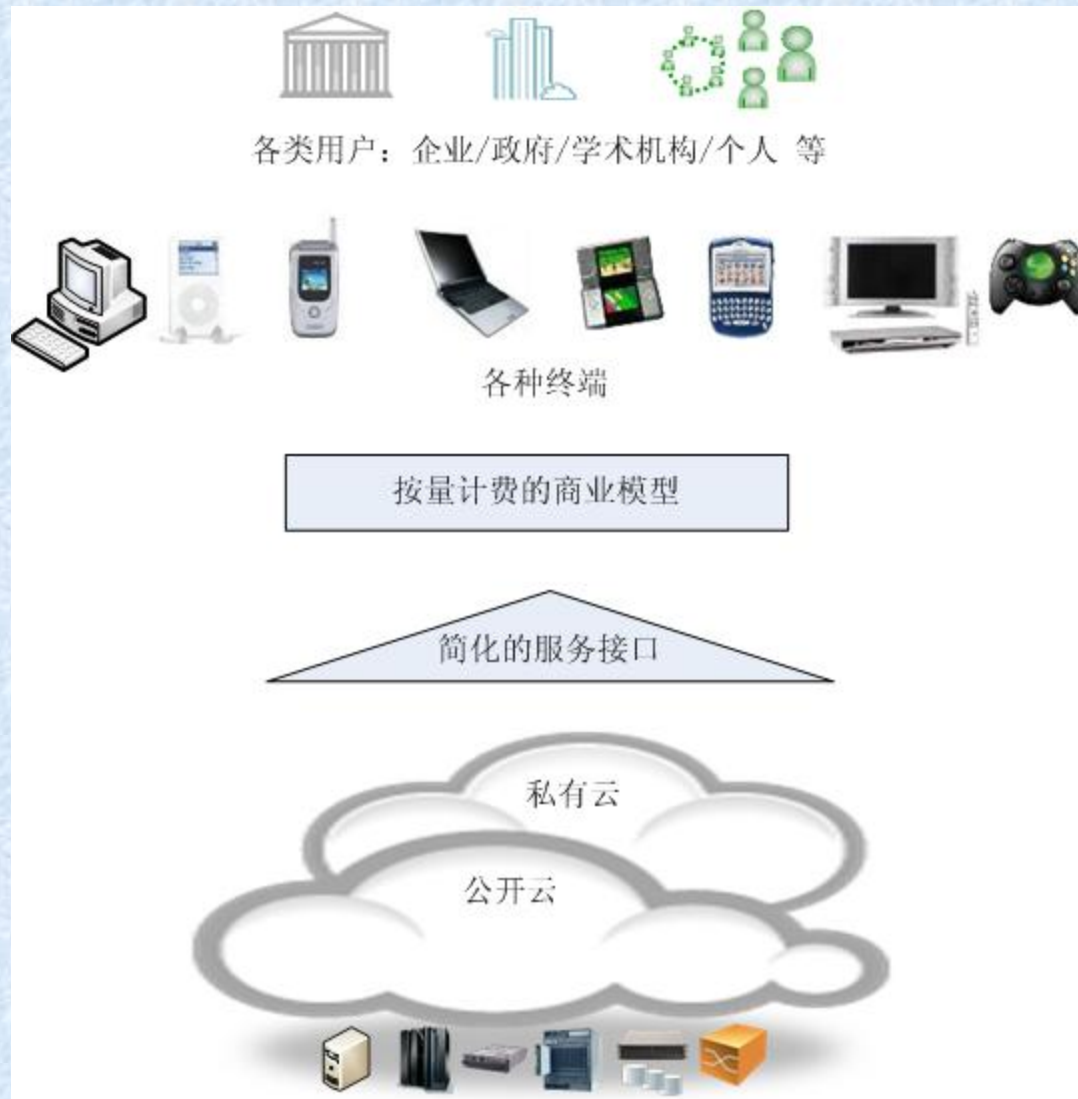 各类用户：企业/政府/学术机构/个人 等
各种终端
按量计费的商业模型
简化的服务接口
私有云
公开云